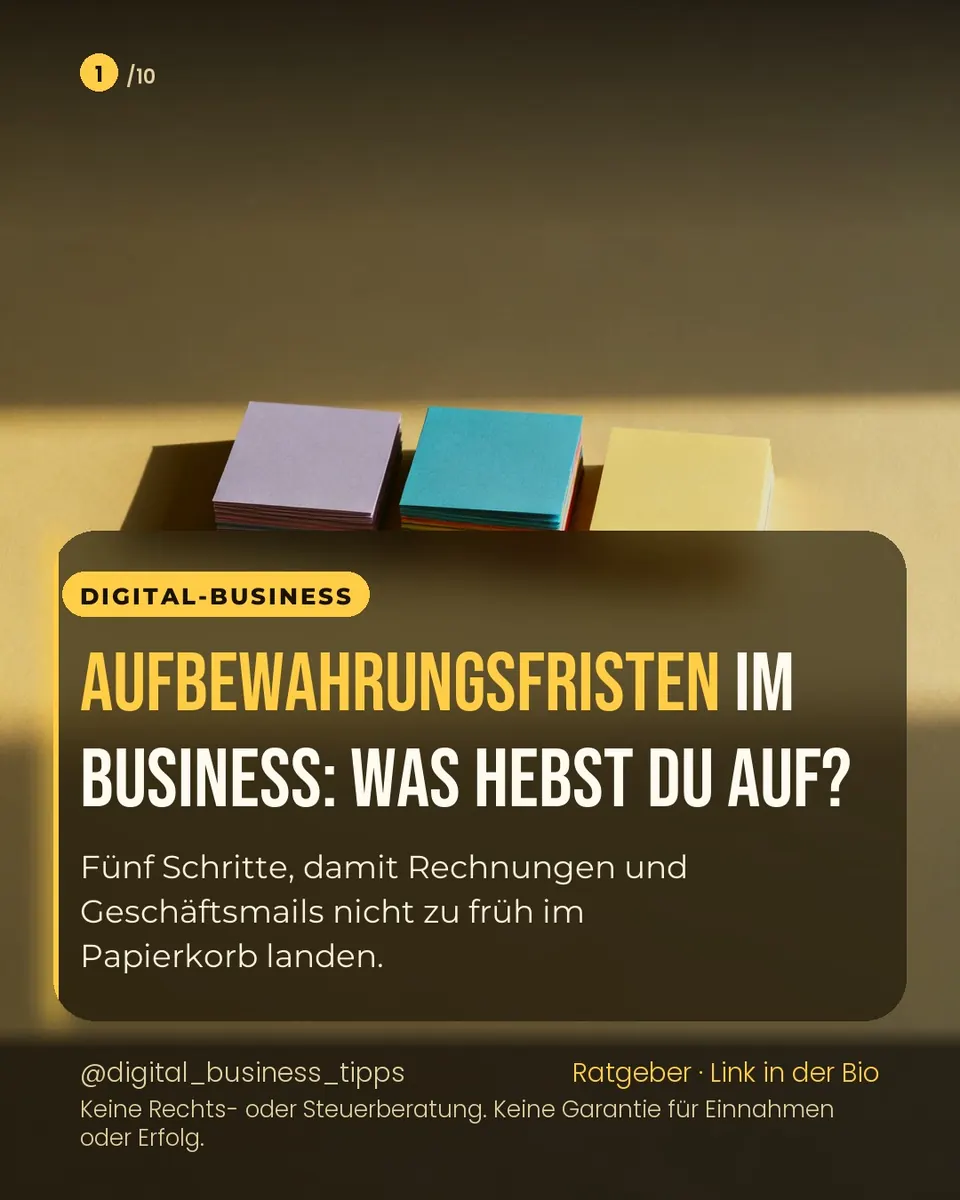 1 /10
DIGITAL-BUSINESS
AUFBEWAHRUNGSFRISTEN IM
BUSINESS: WAS HEBST DU AUF?
Fünf Schritte, damit Rechnungen und
Geschäftsmails nicht zu früh im
Papierkorb landen.
@digital_business_tipps
Ratgeber · Link in der Bio
Keine Rechts- oder Steuerberatung. Keine Garantie für Einnahmen
oder Erfolg.